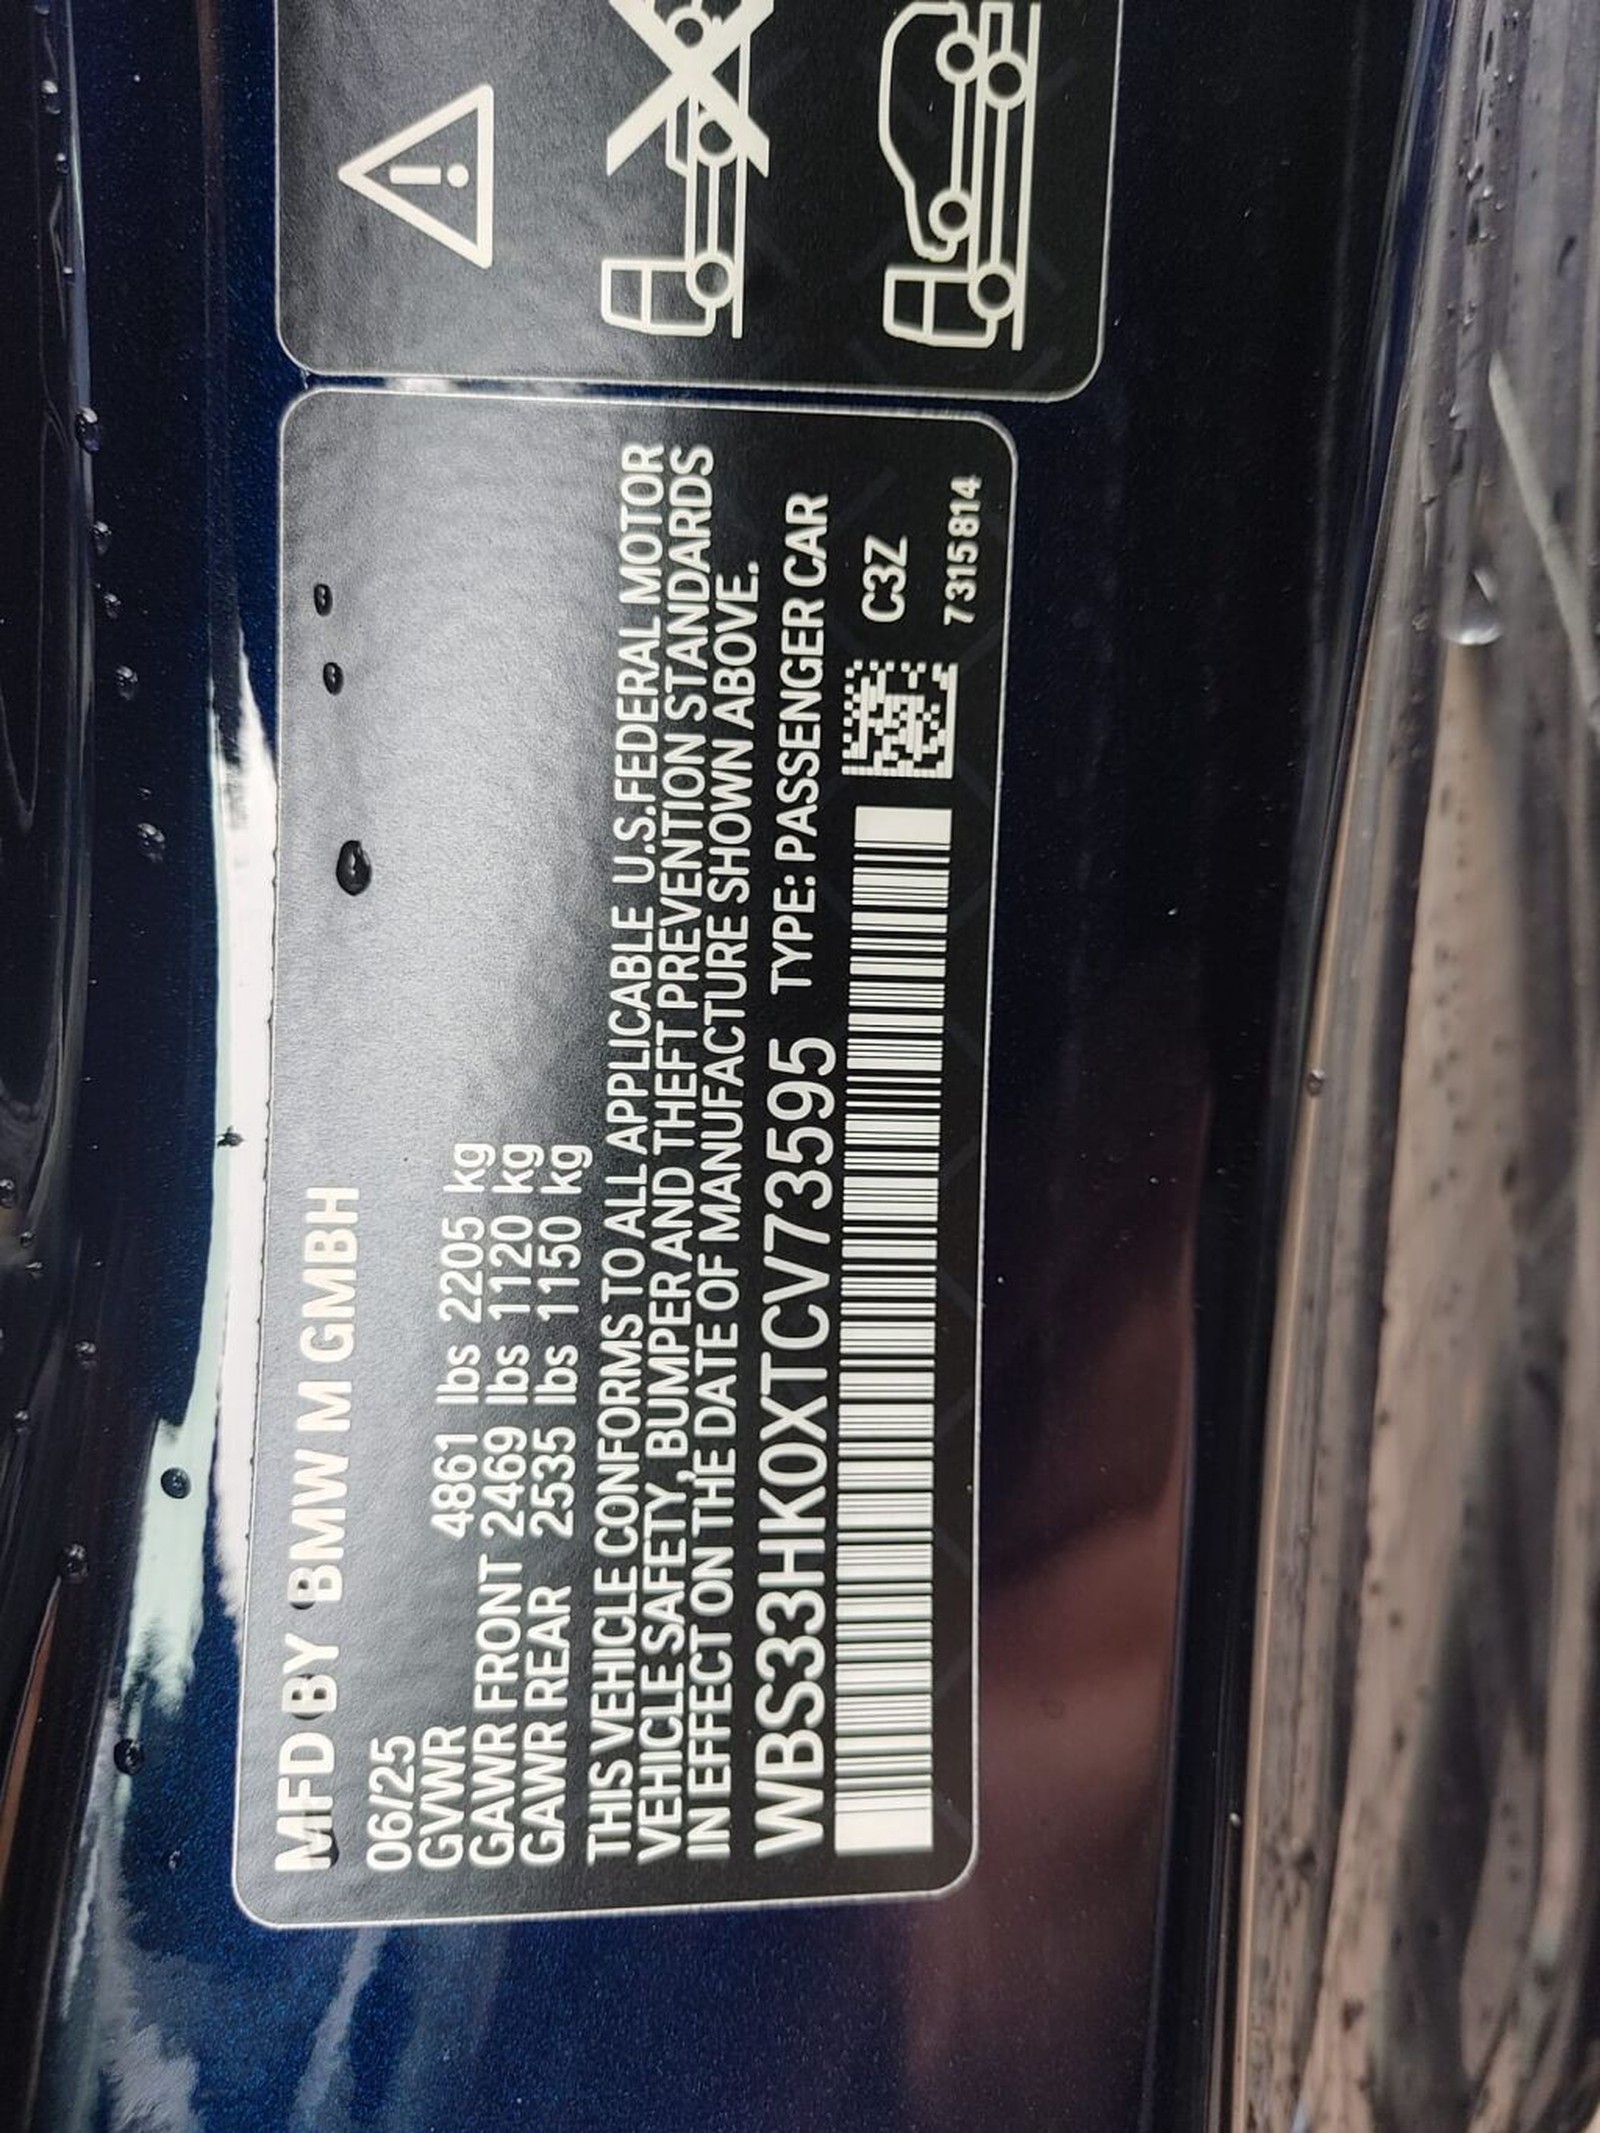 MFD BY BMW M GMBH
06/25
GVWR 4861 lbs 2205 kg
GAWR FRONT 2469 lbs 1120 kg
GAWR REAR 2535 lbs 1150 kg
THIS VEHICLE CONFORMS TO ALL APPLICABLE U.S.FEDERAL MOTOR
VEHICLE SAFETY, BUMPER AND THEFT PREVENTION STANDARDS
IN EFFECT ON THE DATE OF MANUFACTURE SHOWN ABOVE.
WBS33HK0XTCV73595 TYPE: PASSENGER CAR
C3Z
7315814